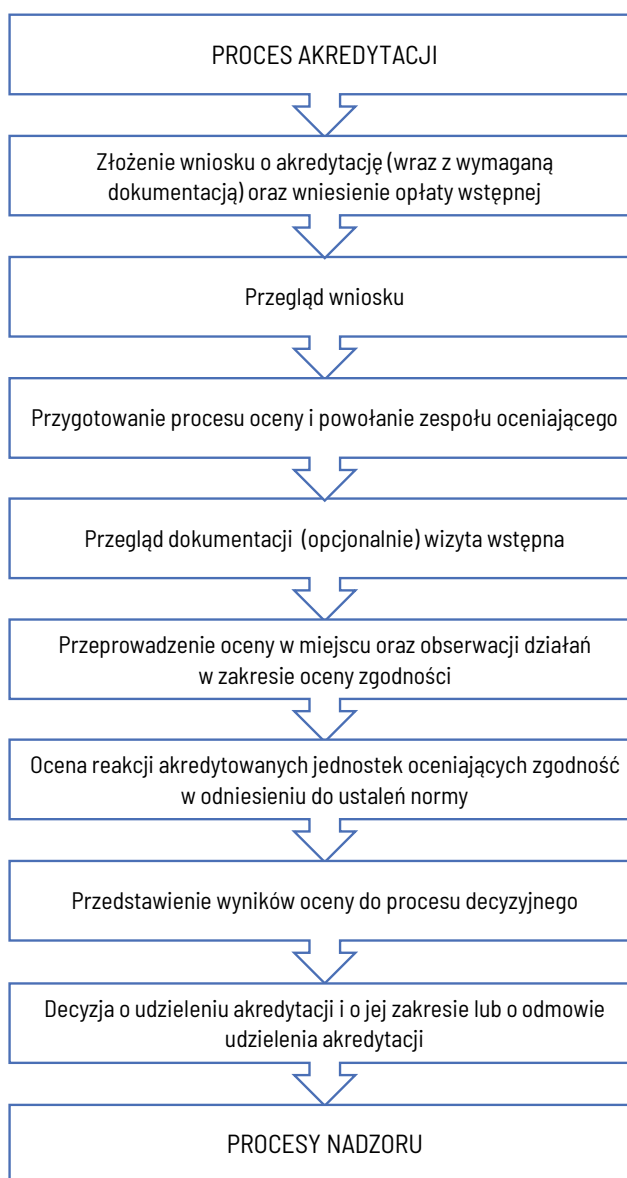 PROCES AKREDYTACJI
Złożenie wniosku o akredytację (wraz z wymaganą
dokumentacją) oraz wniesienie opłaty wstępnej
Przegląd wniosku
Przygotowanie procesu oceny i powołanie zespołu oceniającego
Przegląd dokumentacji (opcjonalnie) wizyta wstępna
Przeprowadzenie oceny w miejscu oraz obserwacji działań
w zakresie oceny zgodności
Ocena reakcji akredytowanych jednostek oceniających zgodność
w odniesieniu do ustaleń normy
Przedstawienie wyników oceny do procesu decyzyjnego
Decyzja o udzieleniu akredytacji i o jej zakresie lub o odmowie
udzielenia akredytacji
PROCESY NADZORU